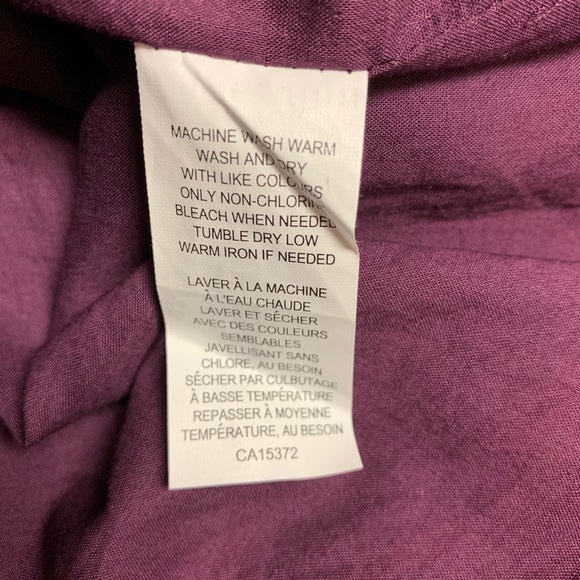 MACHINE WASH WARM
WASH AND DRY
WITH LIKE COLOURS
ONLY NON-CHLORINE
BLEACH WHEN NEEDED
TUMBLE DRY LOW
WARM IRON IF NEEDED
LAVER À LA MACHINE
À L'EAU CHAUDE
LAVER ET SÉCHER
AVEC DES COULEURS
SEMBLABLES
JAVELLISANT SANS
CHLORE, AU BESOIN
SÉCHER PAR CULBUTAGE
À BASSE TEMPÉRATURE
REPASSER À MOYENNE
TEMPÉRATURE, AU BESOIN
CA15372